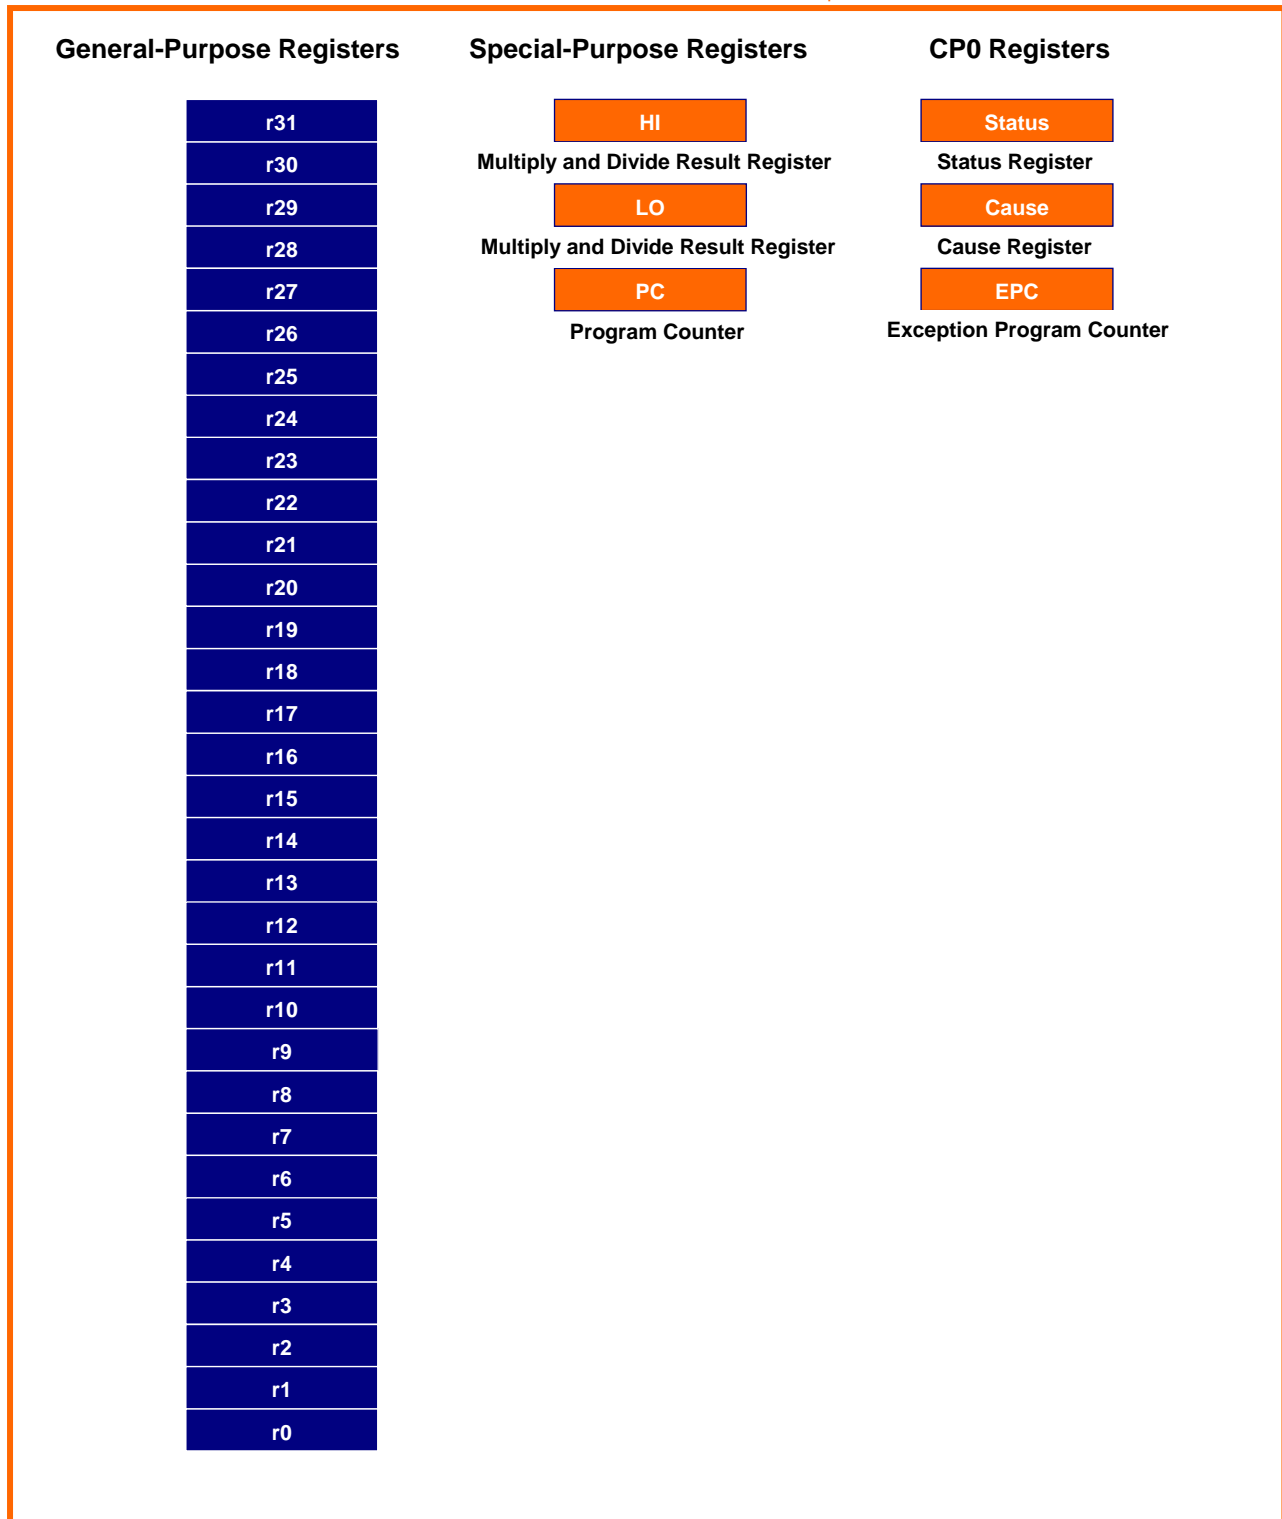 General-Purpose Registers
Special-Purpose Registers
CP0 Registers
r31
HI
Status
r30
Multiply and Divide Result Register
Status Register
r29
LO
Cause
r28
Multiply and Divide Result Register
Cause Register
r27
PC
EPC
r26
Program Counter
Exception Program Counter
r25
r24
r23
r22
r21
r20
r19
r18
r17
r16
r15
r14
r13
r12
r11
r10
r9
r8
r7
r6
r5
r4
r3
r2
r1
r0